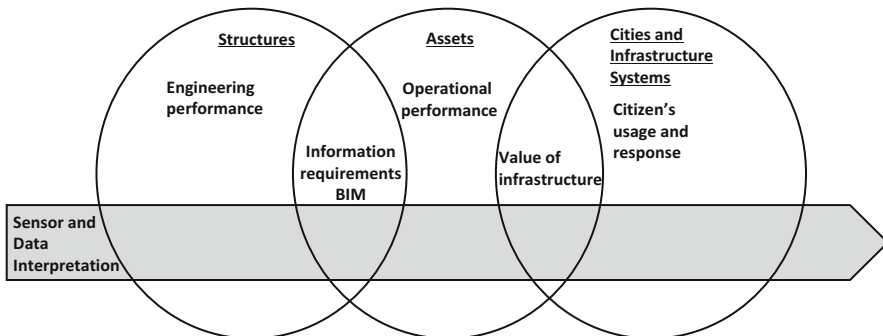 Structures
Engineering
performance
Information
requirements
BIM
Assets
Operational
performance
Value of
infrastructure
Cities and
Infrastructure
Systems
Citizen's
usage and
response
Sensor and
Data
Interpretation